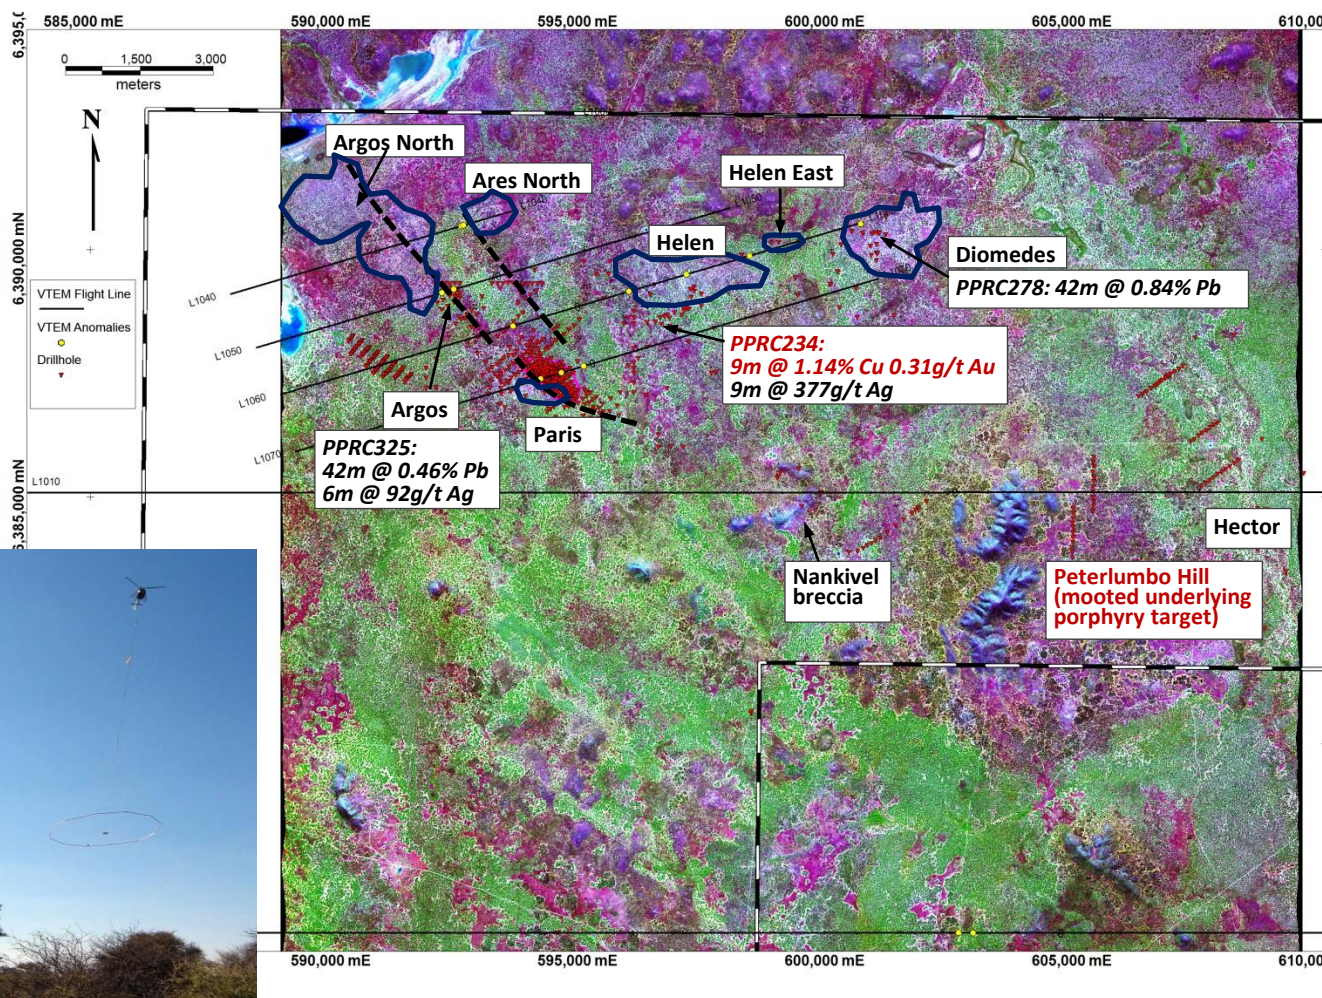 585,000 mE
590,000 mE
595,000 mE
600,000 mE
605,000 mE
610,0
6,395,
0
1,500
3,000
meters
N
Argos North
Ares North
Helen East
Helen
Diomedes
PPRC278: 42m @ 0.84% Pb
6,390,000 mN
VTEM Flight Line
VTEM Anomalies
Drillhole
L1040
L1050
L1060
L1070
L1010
PPRC234:
9m @ 1.14% Cu 0.31g/t Au
9m @ 377g/t Ag
Argos
Paris
PPRC325:
42m @ 0.46% Pb
6m @ 92g/t Ag
6,385,000 mN
Nankivel
breccia
Hector
Peterlumbo Hill
(mooted underlying
porphyry target)
590,000 mE
595,000 mE
600,000 mE
605,000 mE
610,0